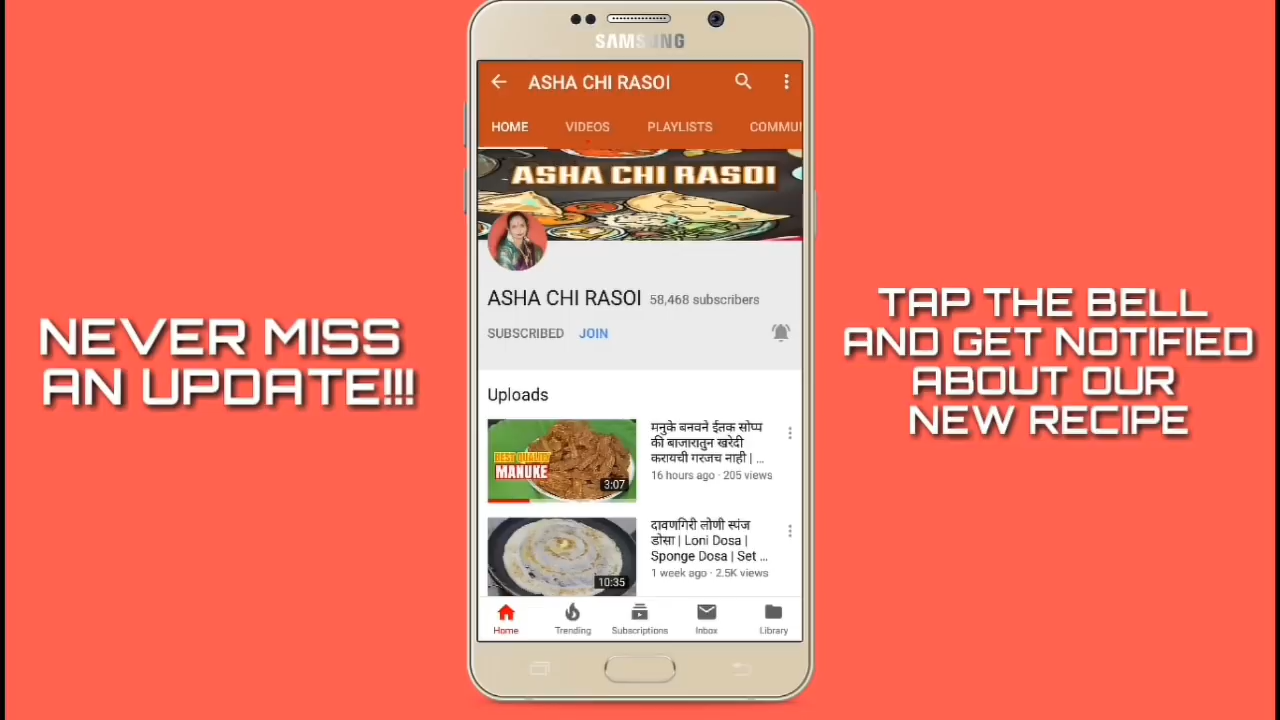 NEVER MISS
AN UPDATE!!!
SAMSUNG
ASHA CHI RASOI
HOME VIDEOS PLAYLISTS COMMUI
ASHA CHI RASOI
ASHA CHI RASOI 58,468 subscribers
SUBSCRIBED JOIN
Uploads
BEST QUALITY
MANUKE
3:07
मनुके बनवने ईतक सोप्प
की बाजारातुन खरेदी
करायची गरजच नाही | ...
16 hours ago · 205 views
10:35
दावणगिरी लोणी स्पंज
डोसा | Loni Dosa |
Sponge Dosa | Set ...
1 week ago · 2.5K views
Home Trending Subscriptions Inbox Library
TAP THE BELL
AND GET NOTIFIED
ABOUT OUR
NEW RECIPE